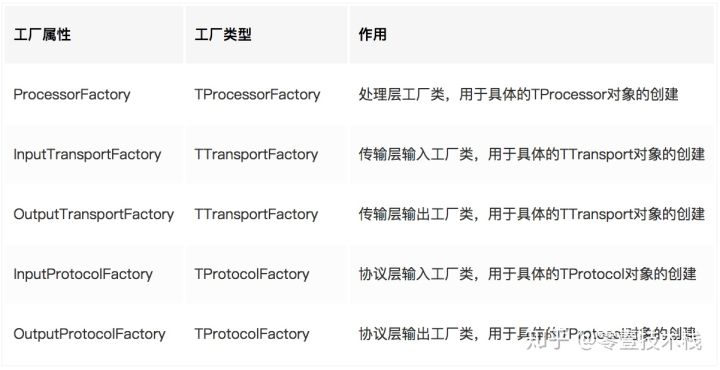 工厂属性 工厂类型 作用
ProcessorFactory TProcessorFactory 处理层工厂类，用于具体的TProcessor对象的创建
InputTransportFactory TTransportFactory 传输层输入工厂类，用于具体的TTransport对象的创建
OutputTransportFactory TTransportFactory 传输层输出工厂类，用于具体的TTransport对象的创建
InputProtocolFactory TProtocolFactory 协议层输入工厂类，用于具体的TProtocol对象的创建
OutputProtocolFactory TProtocolFactory 协议层输出工厂类，用于具体的TProtocol对象的创建
知乎 @零壹技术栈